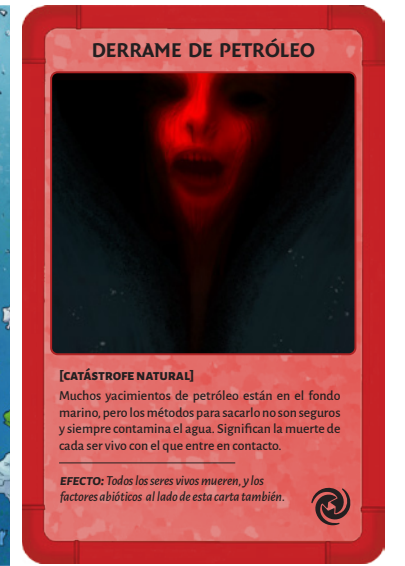 DERRAME DE PETRÓLEO
[CATÁSTROFE NATURAL]
Muchos yacimientos de petróleo están en el fondo
marino, pero los métodos para sacarlo no son seguros
y siempre contamina el agua. Significan la muerte de
cada ser vivo con el que entre en contacto.
EFECTO: Todos los seres vivos mueren, y los
factores abióticos al lado de esta carta también.